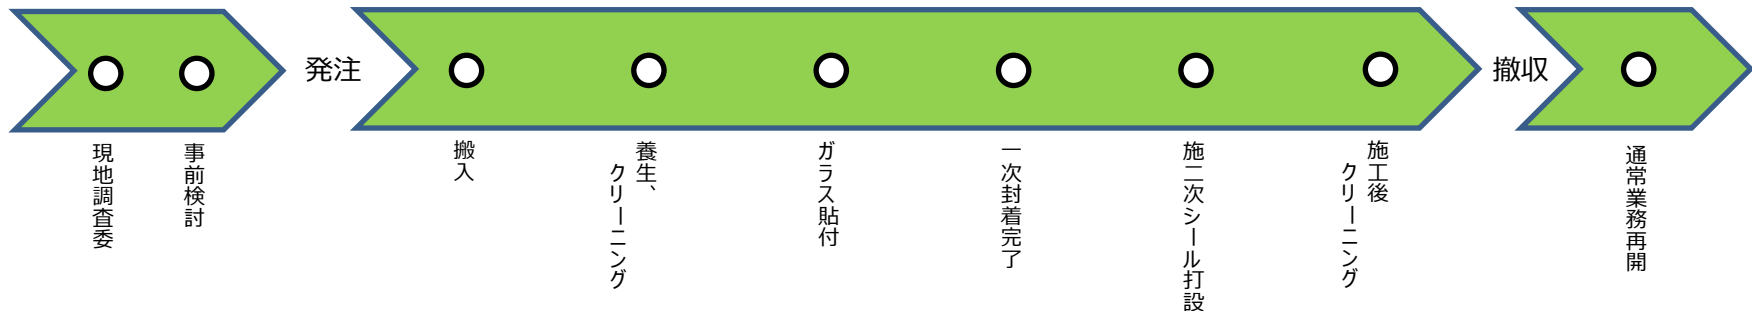 現地調査委
事前検討
発注
搬入
養生、
クリーニング
ガラス貼付
一次封着完了
施二次シール打設
施工後
クリーニング
撤収
通常業務再開